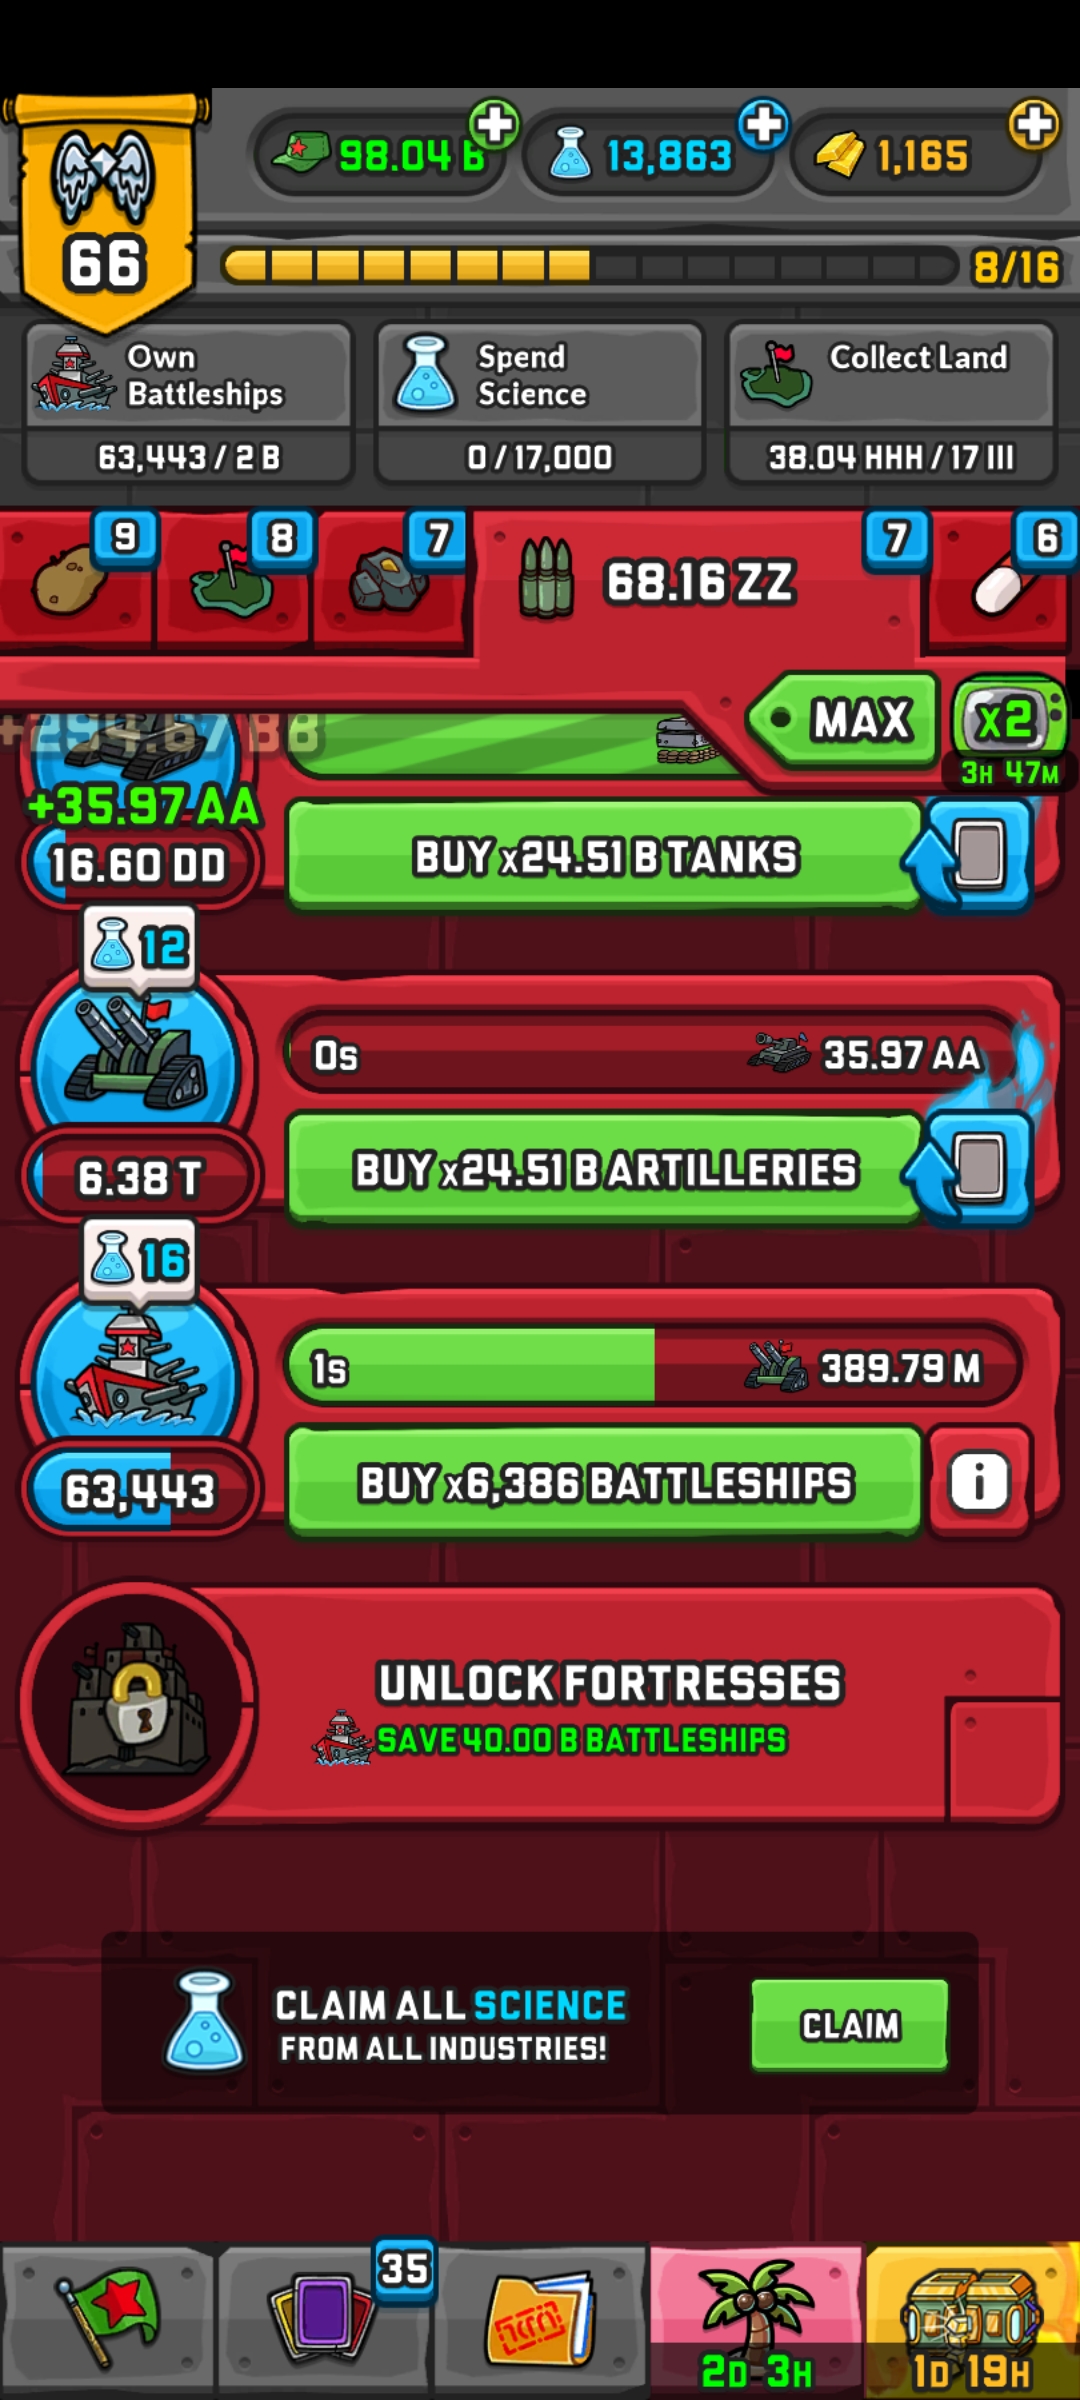 98.04 B
13,863
1,165
66
8/16
Own
Battleships
63,443 / 2 B
Spend
Science
0 / 17,000
Collect Land
38.04 HHH / 17 III
9
8
7
68.16 ZZ
7
6
MAX
x2
3H 47M
+294.67 BB
+35.97 AA
16.60 DD
BUY x24.51 B TANKS
12
0s
35.97 AA
6.38 T
BUY x24.51 B ARTILLERIES
16
1s
389.79 M
63,443
BUY x6,386 BATTLESHIPS
i
UNLOCK FORTRESSES
SAVE 40.00 B BATTLESHIPS
CLAIM ALL SCIENCE
FROM ALL INDUSTRIES!
CLAIM
35
2D 3H
1D 19H